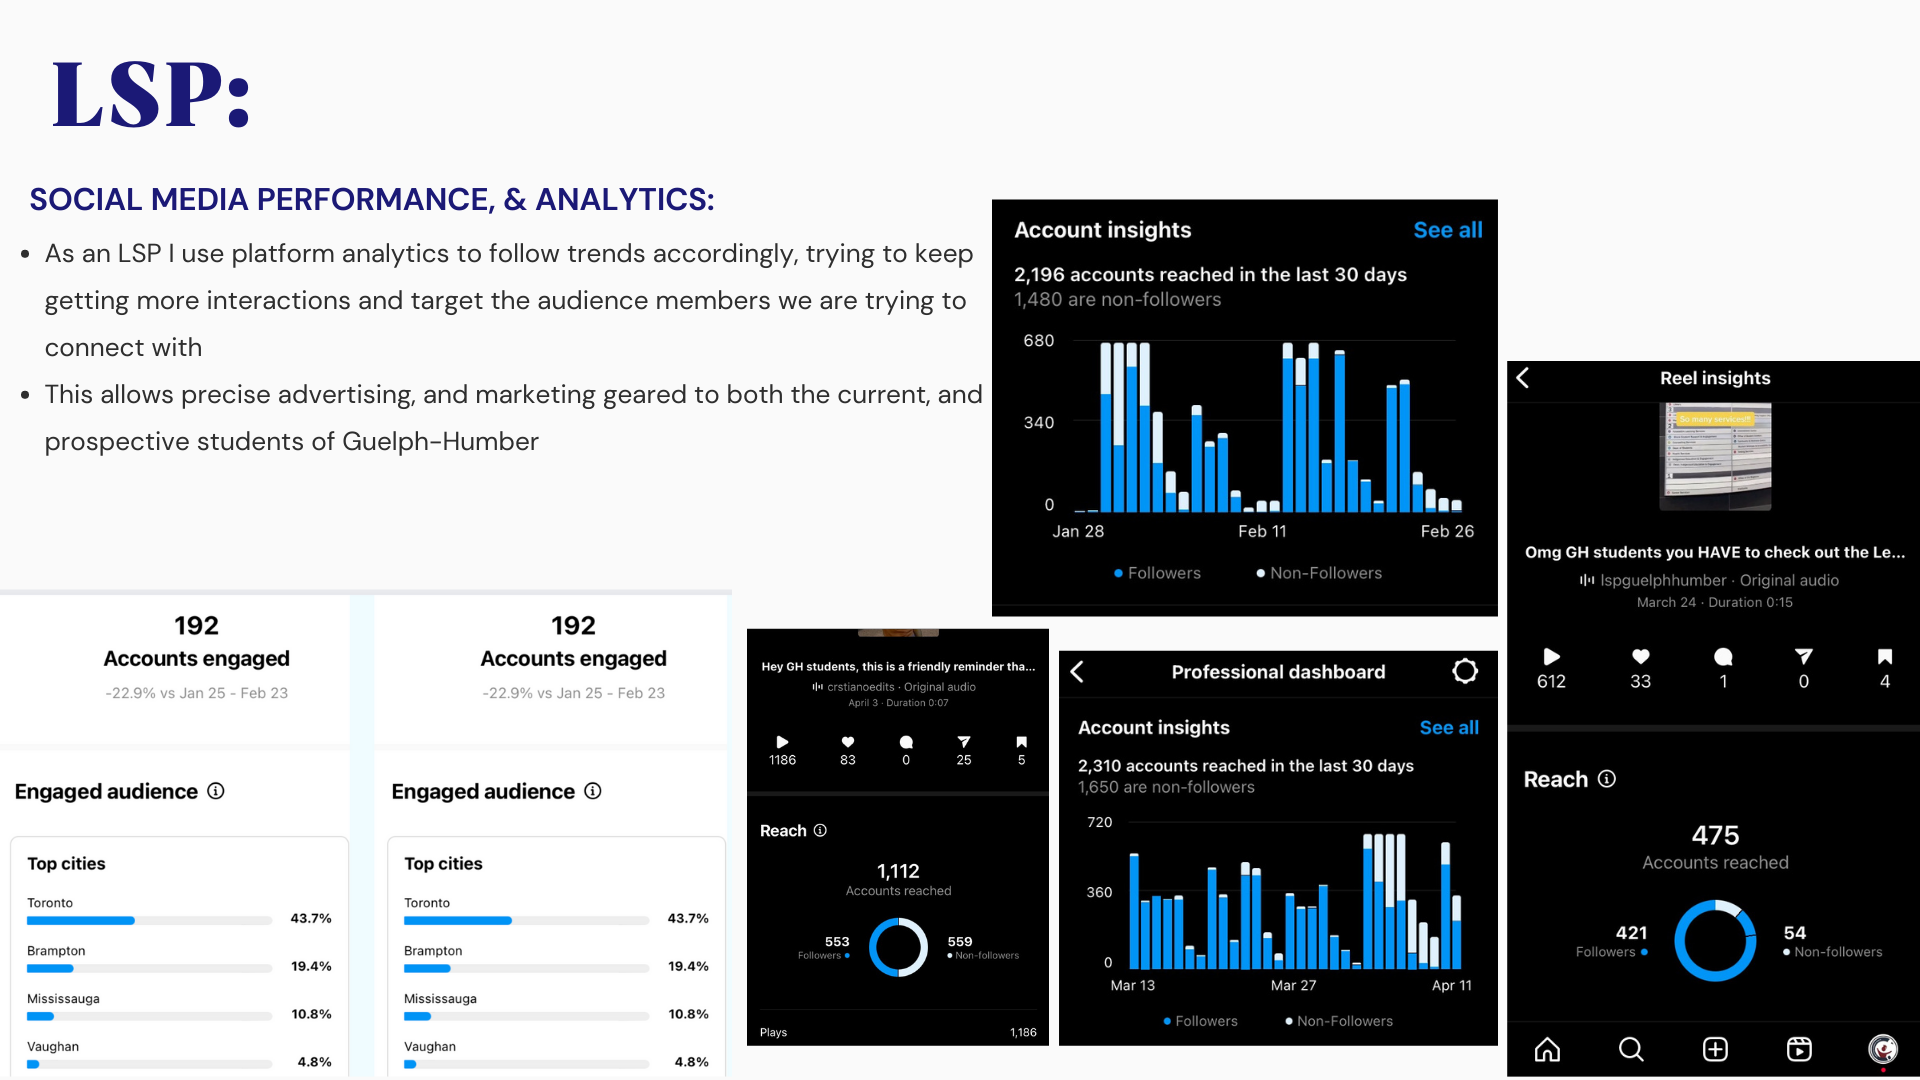 LSP:
SOCIAL MEDIA PERFORMANCE, & ANALYTICS:
• As an LSP I use platform analytics to follow trends accordingly, trying to keep
getting more interactions and target the audience members we are trying to
connect with
• This allows precise advertising, and marketing geared to both the current, and
prospective students of Guelph-Humber
Account insights See all
2,196 accounts reached in the last 30 days
1,480 are non-followers
680
340
0
Jan 28 Feb 11 Feb 26
Followers Non-Followers
192
Accounts engaged
-22.9% vs Jan 25 - Feb 23
Engaged audience
Top cities
Toronto
43.7%
Brampton
19.4%
Mississauga
10.8%
Vaughan
4.8%
192
Accounts engaged
-22.9% vs Jan 25 - Feb 23
Engaged audience
Top cities
Toronto
43.7%
Brampton
19.4%
Mississauga
10.8%
Vaughan
4.8%
Hey GH students, this is a friendly reminder tha...
crstianoedits · Original audio
April 3 · Duration 0:07
1186 83 0 25 5
Reach
1,112
Accounts reached
553 559
Followers Non-followers
Plays 1,186
Professional dashboard
Account insights See all
2,310 accounts reached in the last 30 days
1,650 are non-followers
720
360
0
Mar 13 Mar 27 Apr 11
Followers Non-Followers
Reel insights
So many services!!
Omg GH students you HAVE to check out the Le...
lspguelphhumber · Original audio
March 24 · Duration 0:15
612 33 1 0 4
Reach
475
Accounts reached
421 54
Followers Non-followers